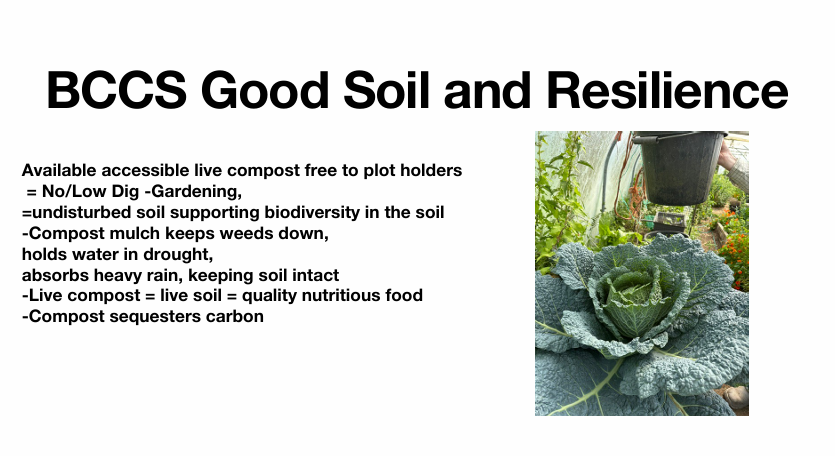 BCCS Good Soil and Resilience
Available accessible live compost free to plot holders
= No/Low Dig -Gardening,
=undisturbed soil supporting biodiversity in the soil
-Compost mulch keeps weeds down,
holds water in drought,
absorbs heavy rain, keeping soil intact
-Live compost = live soil = quality nutritious food
-Compost sequesters carbon